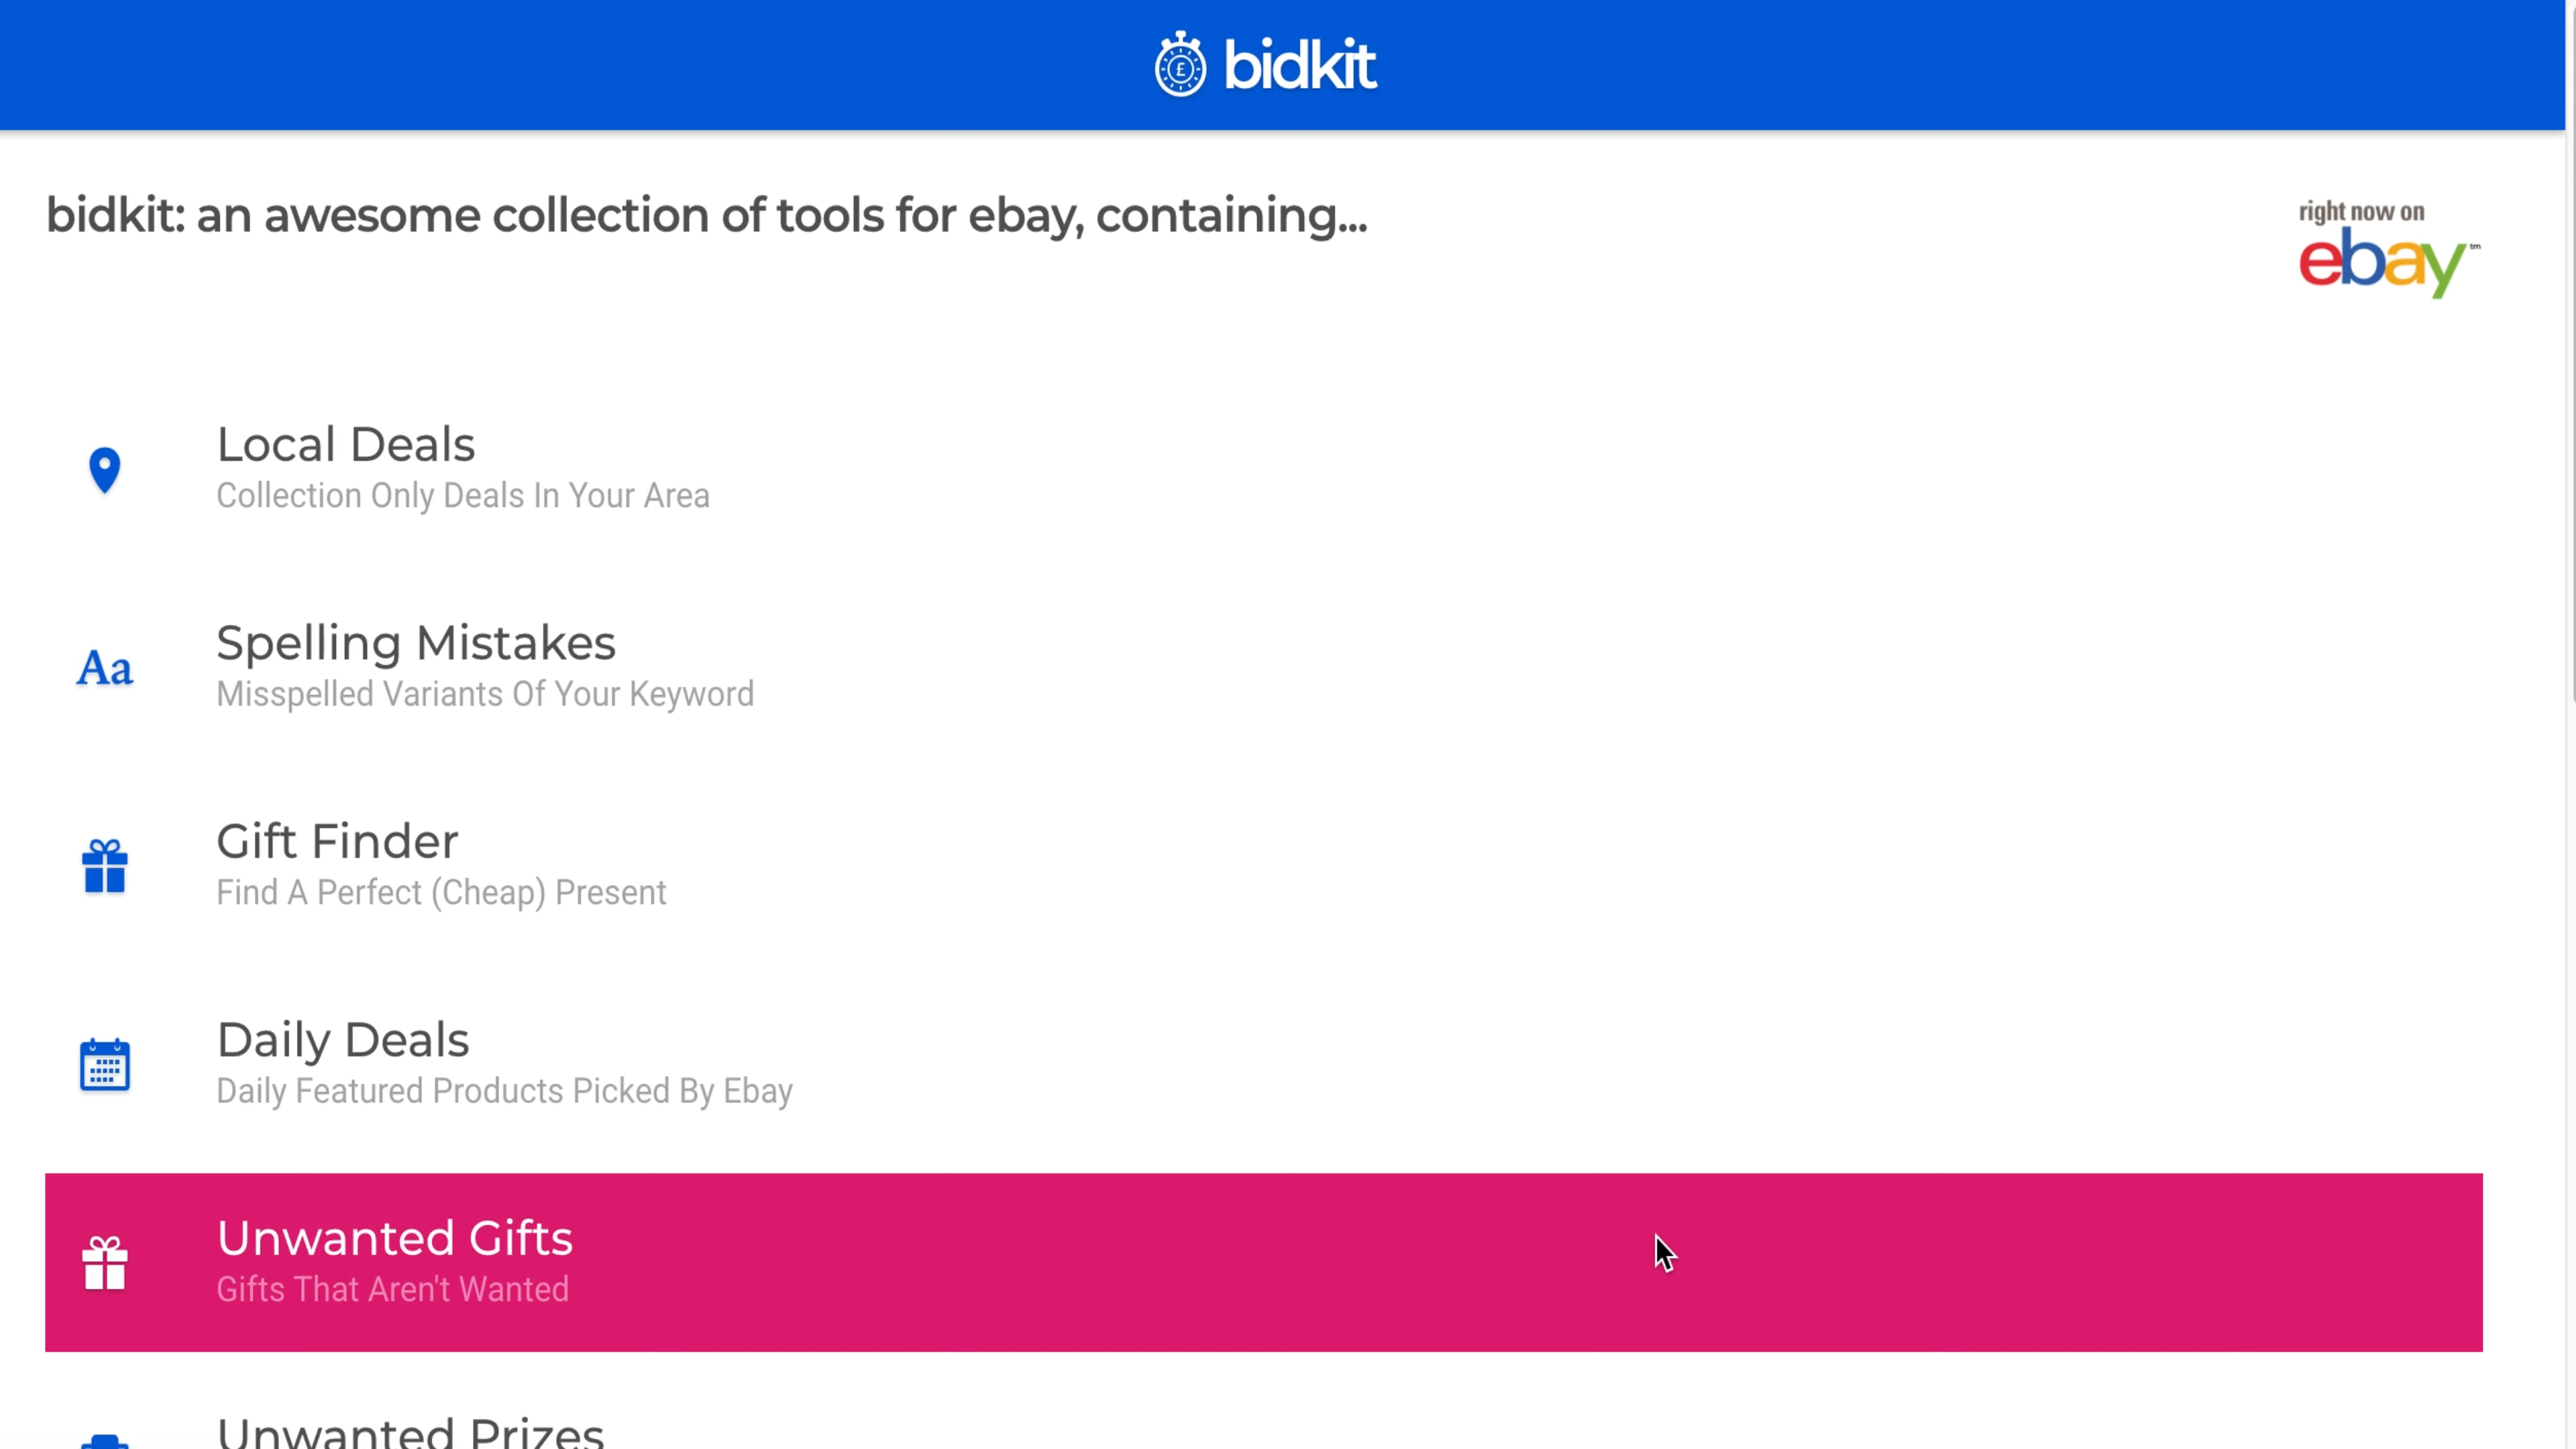 bidkit
bidkit: an awesome collection of tools for ebay, containing...
right now on
ebay™
Local Deals
Collection Only Deals In Your Area
Aa
Spelling Mistakes
Misspelled Variants Of Your Keyword
Gift Finder
Find A Perfect (Cheap) Present
Daily Deals
Daily Featured Products Picked By Ebay
Unwanted Gifts
Gifts That Aren't Wanted
Unwanted Prizes